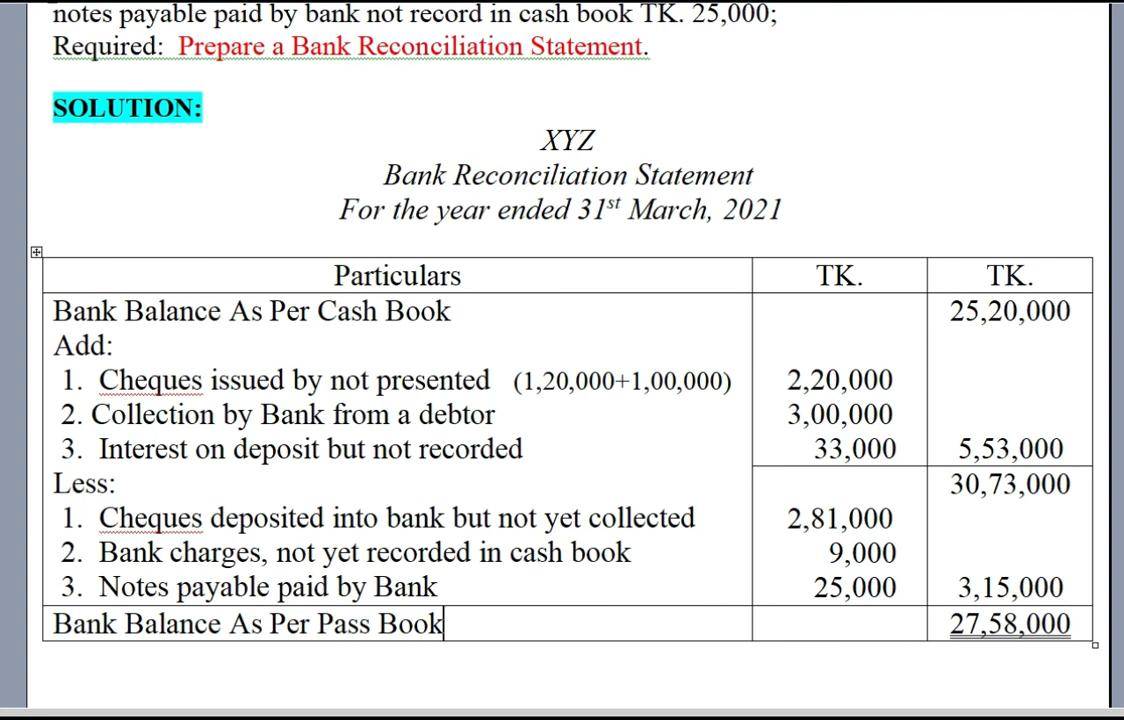 notes payable paid by bank not record in cash book TK. 25,000;
Required: Prepare a Bank Reconciliation Statement.
SOLUTION:
XYZ
Bank Reconciliation Statement
For the year ended 31st March, 2021
Particulars TK. TK.
Bank Balance As Per Cash Book 25,20,000
Add:
1. Cheques issued by not presented (1,20,000+1,00,000) 2,20,000
2. Collection by Bank from a debtor 3,00,000
3. Interest on deposit but not recorded 33,000 5,53,000
Less: 30,73,000
1. Cheques deposited into bank but not yet collected 2,81,000
2. Bank charges, not yet recorded in cash book 9,000
3. Notes payable paid by Bank 25,000 3,15,000
Bank Balance As Per Pass Book 27,58,000